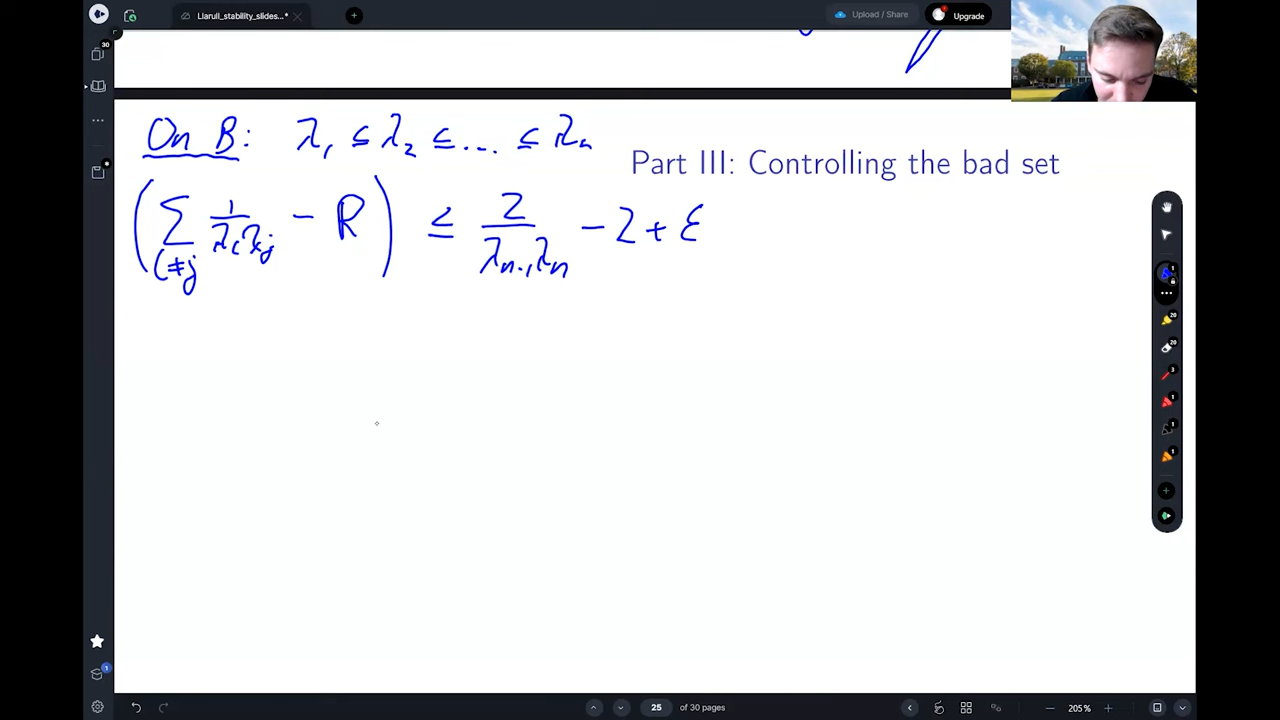 Llarull_stability_slides...*
Upload / Share
Upgrade
On B: λ₁ ≤ λ₂ ≤ ... ≤ λₙ
Part III: Controlling the bad set
( ∑_{i≠j} 1/(λᵢλⱼ) − R ) ≤ 2/(λₙ₋₁λₙ) − 2 + ε
25 of 30 pages
205 %